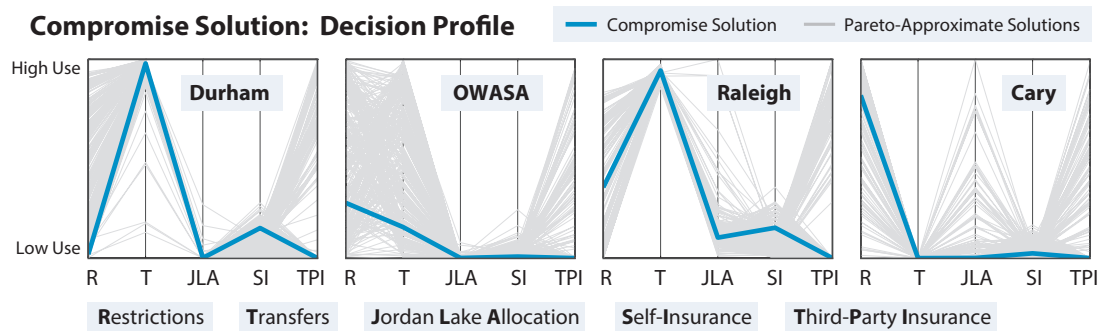 Compromise Solution: Decision Profile
Compromise Solution
Pareto-Approximate Solutions
High Use
Low Use
Durham
OWASA
Raleigh
Cary
R T JLA SI TPI
R T JLA SI TPI
R T JLA SI TPI
R T JLA SI TPI
Restrictions
Transfers
Jordan Lake Allocation
Self-Insurance
Third-Party Insurance